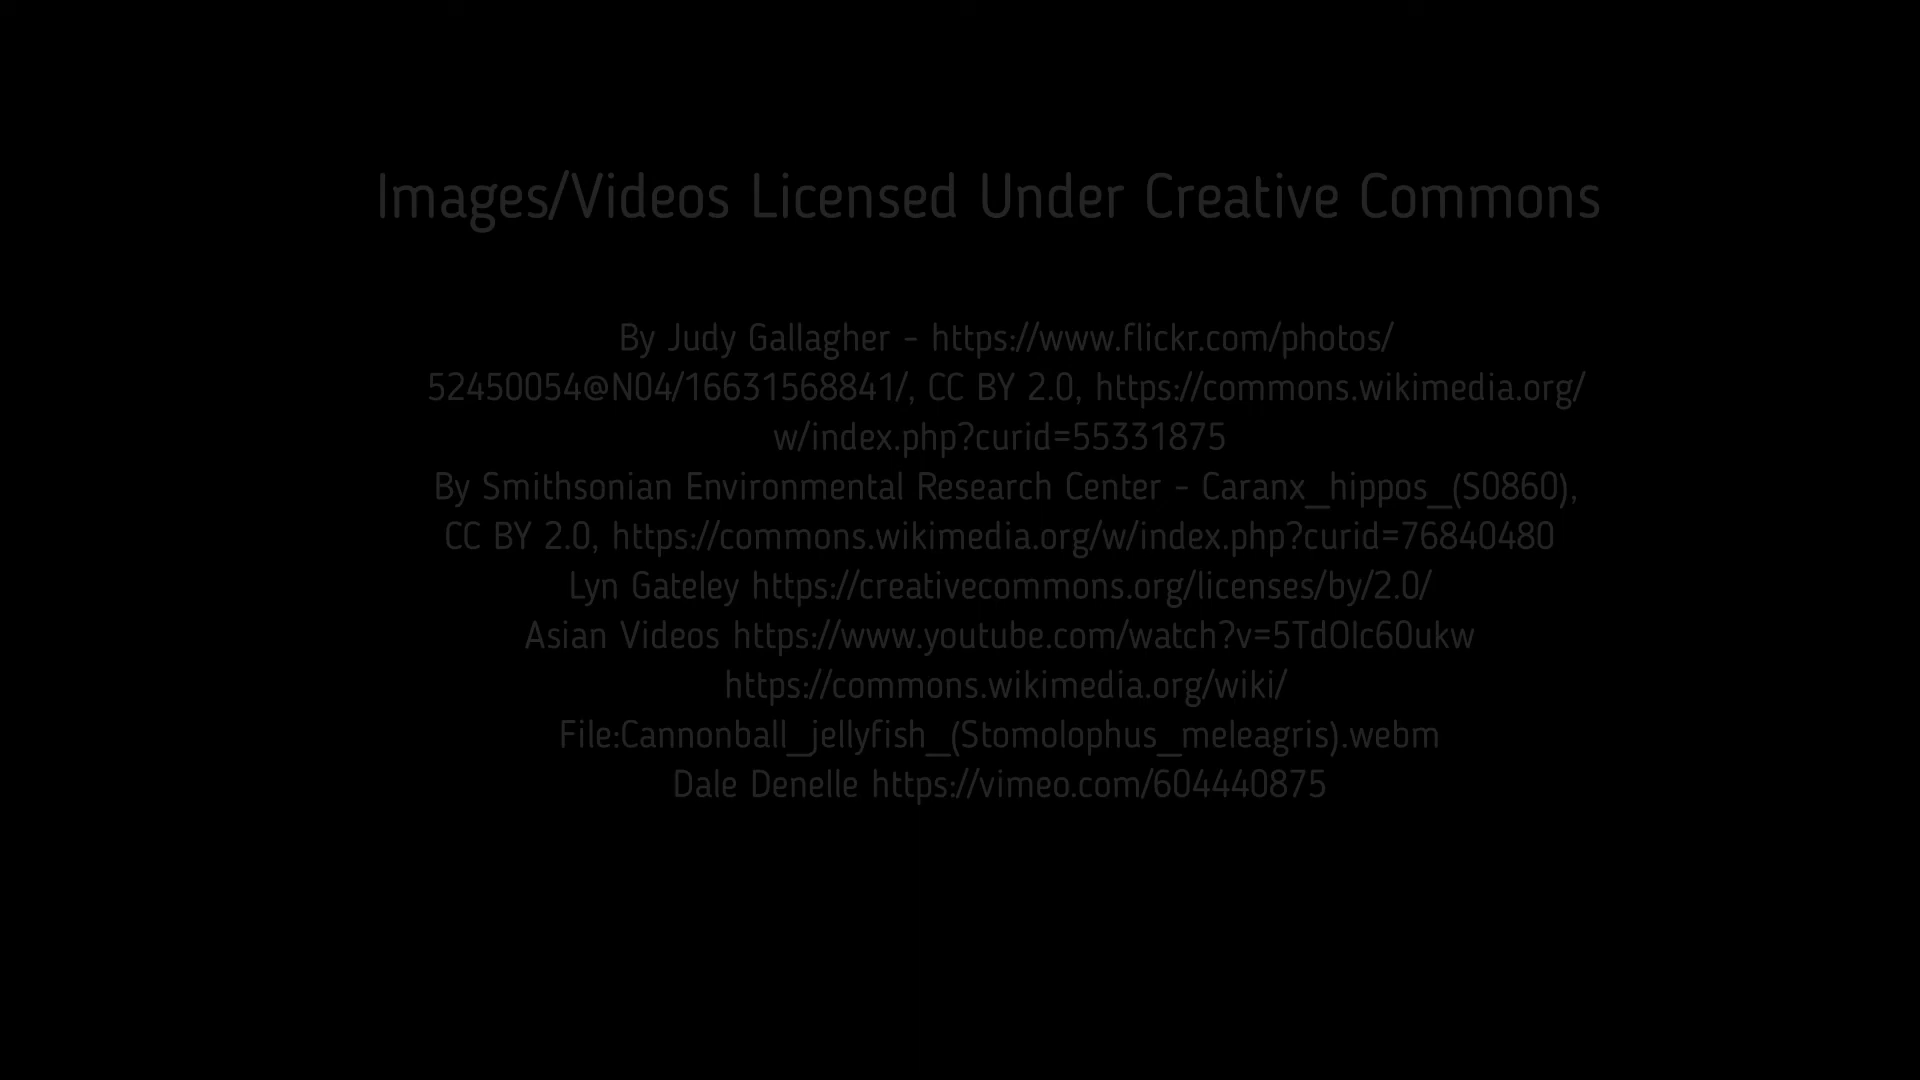 Images/Videos Licensed Under Creative Commons
By Judy Gallagher - https://www.flickr.com/photos/
52450054@N04/16631568841/, CC BY 2.0, https://commons.wikimedia.org/
w/index.php?curid=55331875
By Smithsonian Environmental Research Center - Caranx_hippos_(S0860),
CC BY 2.0, https://commons.wikimedia.org/w/index.php?curid=76840480
Lyn Gateley https://creativecommons.org/licenses/by/2.0/
Asian Videos https://www.youtube.com/watch?v=5TdOIc60ukw
https://commons.wikimedia.org/wiki/
File:Cannonball_jellyfish_(Stomolophus_meleagris).webm
Dale Denelle https://vimeo.com/604440875